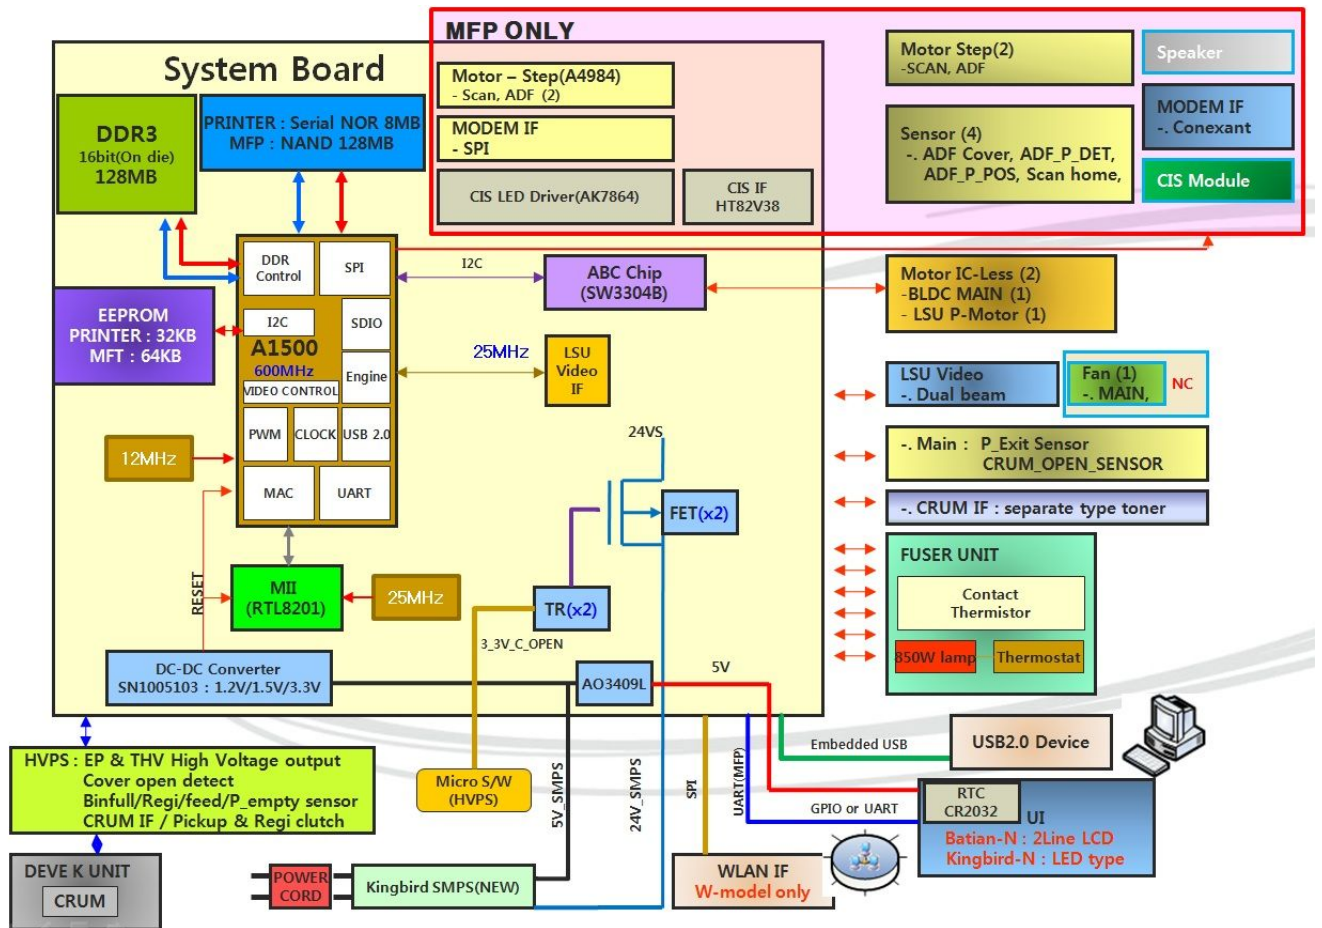 MFP ONLY
System Board
Motor – Step(A4984)
- Scan, ADF (2)
MODEM IF
- SPI
CIS LED Driver(AK7864)
CIS IF
HT82V38
Motor Step(2)
-SCAN, ADF
Speaker
Sensor (4)
-. ADF Cover, ADF_P_DET,
ADF_P_POS, Scan home,
MODEM IF
-. Conexant
CIS Module
DDR3
16bit(On die)
128MB
PRINTER : Serial NOR 8MB
MFP : NAND 128MB
DDR
Control
SPI
I2C
SDIO
A1500
600MHz
Engine
VIDEO CONTROL
PWM
CLOCK
USB 2.0
MAC
UART
EEPROM
PRINTER : 32KB
MFT : 64KB
I2C
ABC Chip
(SW3304B)
Motor IC-Less (2)
-BLDC MAIN (1)
- LSU P-Motor (1)
25MHz
LSU
Video
IF
LSU Video
-. Dual beam
Fan (1)
-. MAIN,
NC
12MHz
24VS
FET(x2)
-. Main : P_Exit Sensor
CRUM_OPEN_SENSOR
-. CRUM IF : separate type toner
FUSER UNIT
Contact
Thermistor
850W lamp
Thermostat
RESET
MII
(RTL8201)
25MHz
TR(x2)
3_3V_C_OPEN
DC-DC Converter
SN1005103 : 1.2V/1.5V/3.3V
AO3409L
5V
HVPS : EP & THV High Voltage output
Cover open detect
Binfull/Regi/feed/P_empty sensor
CRUM IF / Pickup & Regi clutch
Micro S/W
(HVPS)
5V_SMPS
24V_SMPS
SPI
UART(MFP)
Embedded USB
USB2.0 Device
GPIO or UART
RTC
CR2032
UI
Batian-N : 2Line LCD
Kingbird-N : LED type
DEVE K UNIT
CRUM
POWER
CORD
Kingbird SMPS(NEW)
WLAN IF
W-model only